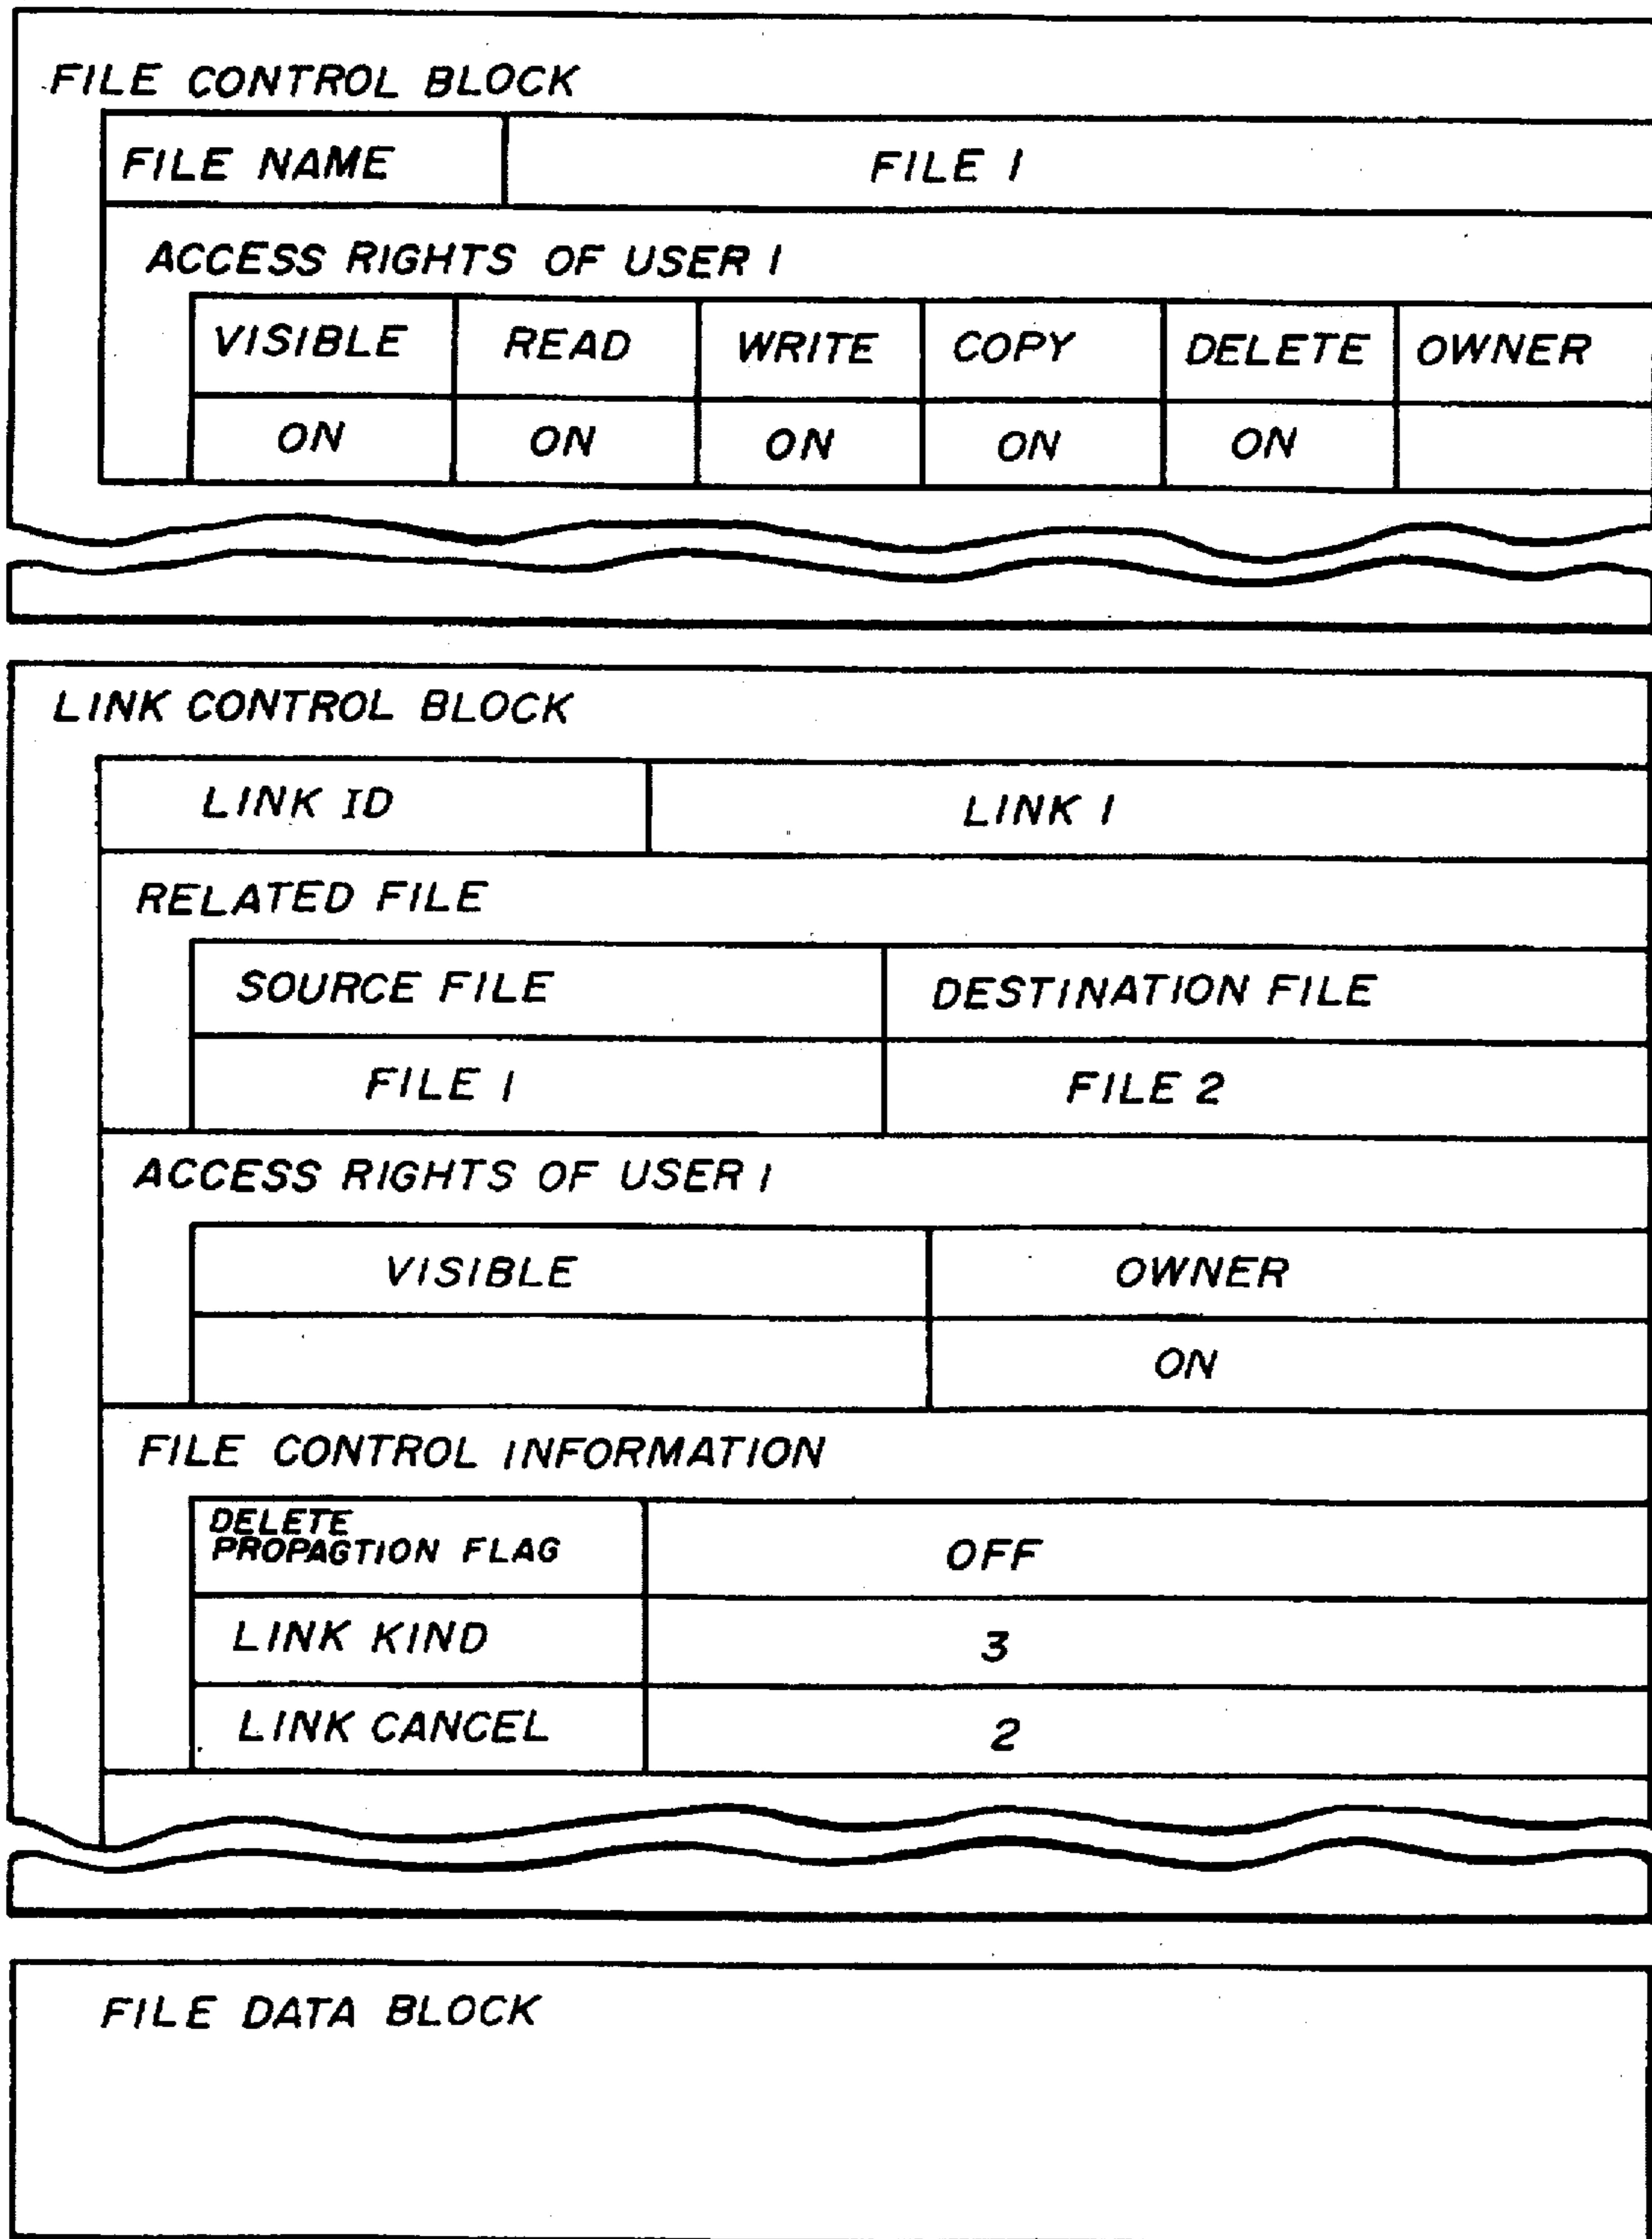 FILE CONTROL BLOCK
FILE NAME FILE 1
ACCESS RIGHTS OF USER 1
VISIBLE READ WRITE COPY DELETE OWNER
ON ON ON ON ON
LINK CONTROL BLOCK
LINK ID LINK 1
RELATED FILE
SOURCE FILE DESTINATION FILE
FILE 1 FILE 2
ACCESS RIGHTS OF USER 1
VISIBLE OWNER
ON
FILE CONTROL INFORMATION
DELETE
PROPAGTION FLAG OFF
LINK KIND 3
LINK CANCEL 2
FILE DATA BLOCK